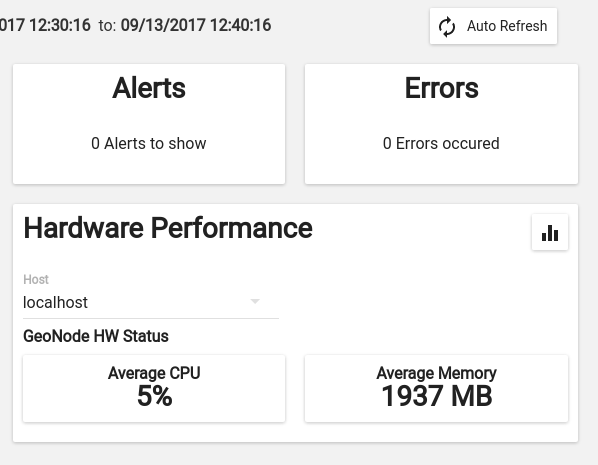 017 12:30:16 to: 09/13/2017 12:40:16
Auto Refresh
Alerts
0 Alerts to show
Errors
0 Errors occured
Hardware Performance
Host
localhost
GeoNode HW Status
Average CPU
5%
Average Memory
1937 MB